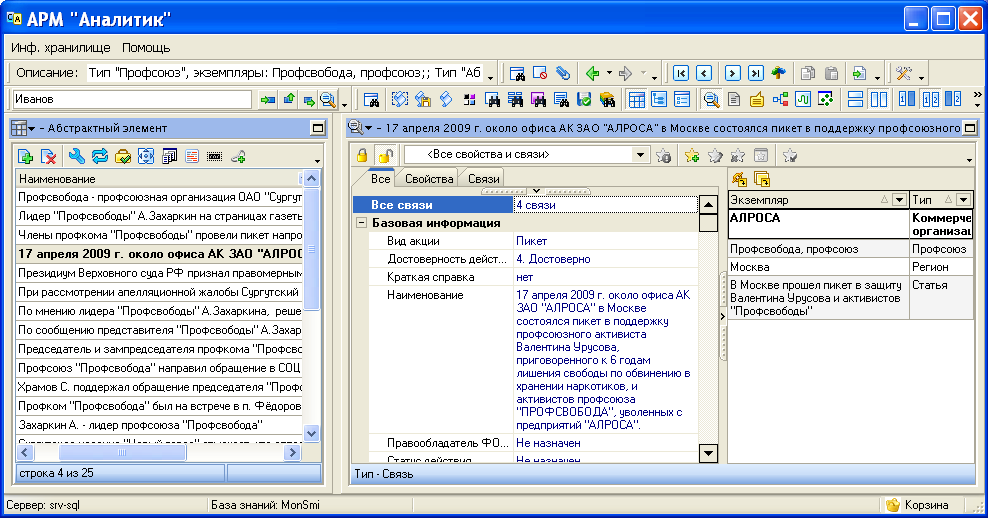 АРМ "Аналитик"
Инф. хранилище Помощь
Описание: Тип "Профсоюз", экземпляры: Профсвобода, профсоюз;; Тип "Аб
Иванов
- Абстрактный элемент
- 17 апреля 2009 г. около офиса АК ЗАО "АЛРОСА" в Москве состоялся пикет в поддержку профсоюзного
<Все свойства и связи>
Наименование
Профсвобода - профсоюзная организация ОАО "Сургут
Лидер "Профсвободы" А.Захаркин на страницах газеть
Члены профкома "Профсвободы" провели пикет напро
17 апреля 2009 г. около офиса АК ЗАО "АЛРОС
Президиум Верховного суда РФ признал правомерным
При рассмотрении апелляционной жалобы Сургутский
По мнению лидера "Профсвободы" А.Захаркина, реше
По сообщению представителя "Профсвободы" А.Захар
Председатель и зампредседателя профкома "Профсво
Профсоюз "Профсвобода" направил обращение в СОЦ
Храмов С. поддержал обращение председателя "Профс
Профком "Профсвобода" был на встрече в п. Фёдоров
Захаркин А. - лидер профсоюза "Профсвобода"
строка 4 из 25
Все Свойства Связи
Все связи 4 связи
Базовая информация
Вид акции Пикет
Достоверность дейст... 4. Достоверно
Краткая справка нет
Наименование 17 апреля 2009 г. около офиса АК
ЗАО "АЛРОСА" в Москве
состоялся пикет в поддержку
профсоюзного активиста
Валентина Урусова,
приговоренного к 6 годам
лишения свободы по обвинению в
хранении наркотиков, и
активистов профсоюза
"ПРОФСВОБОДА", уволенных с
предприятий "АЛРОСА".
Правообладатель ФО... Не назначен
Статус действия Не назначен
Тип - Связь
Экземпляр Тип
АЛРОСА Коммерче
организац
Профсвобода, профсоюз Профсоюз
Москва Регион
В Москве прошел пикет в защиту Статья
Валентина Урусова и активистов
"Профсвободы"
Сервер: srv-sql База знаний: MonSmi Корзина